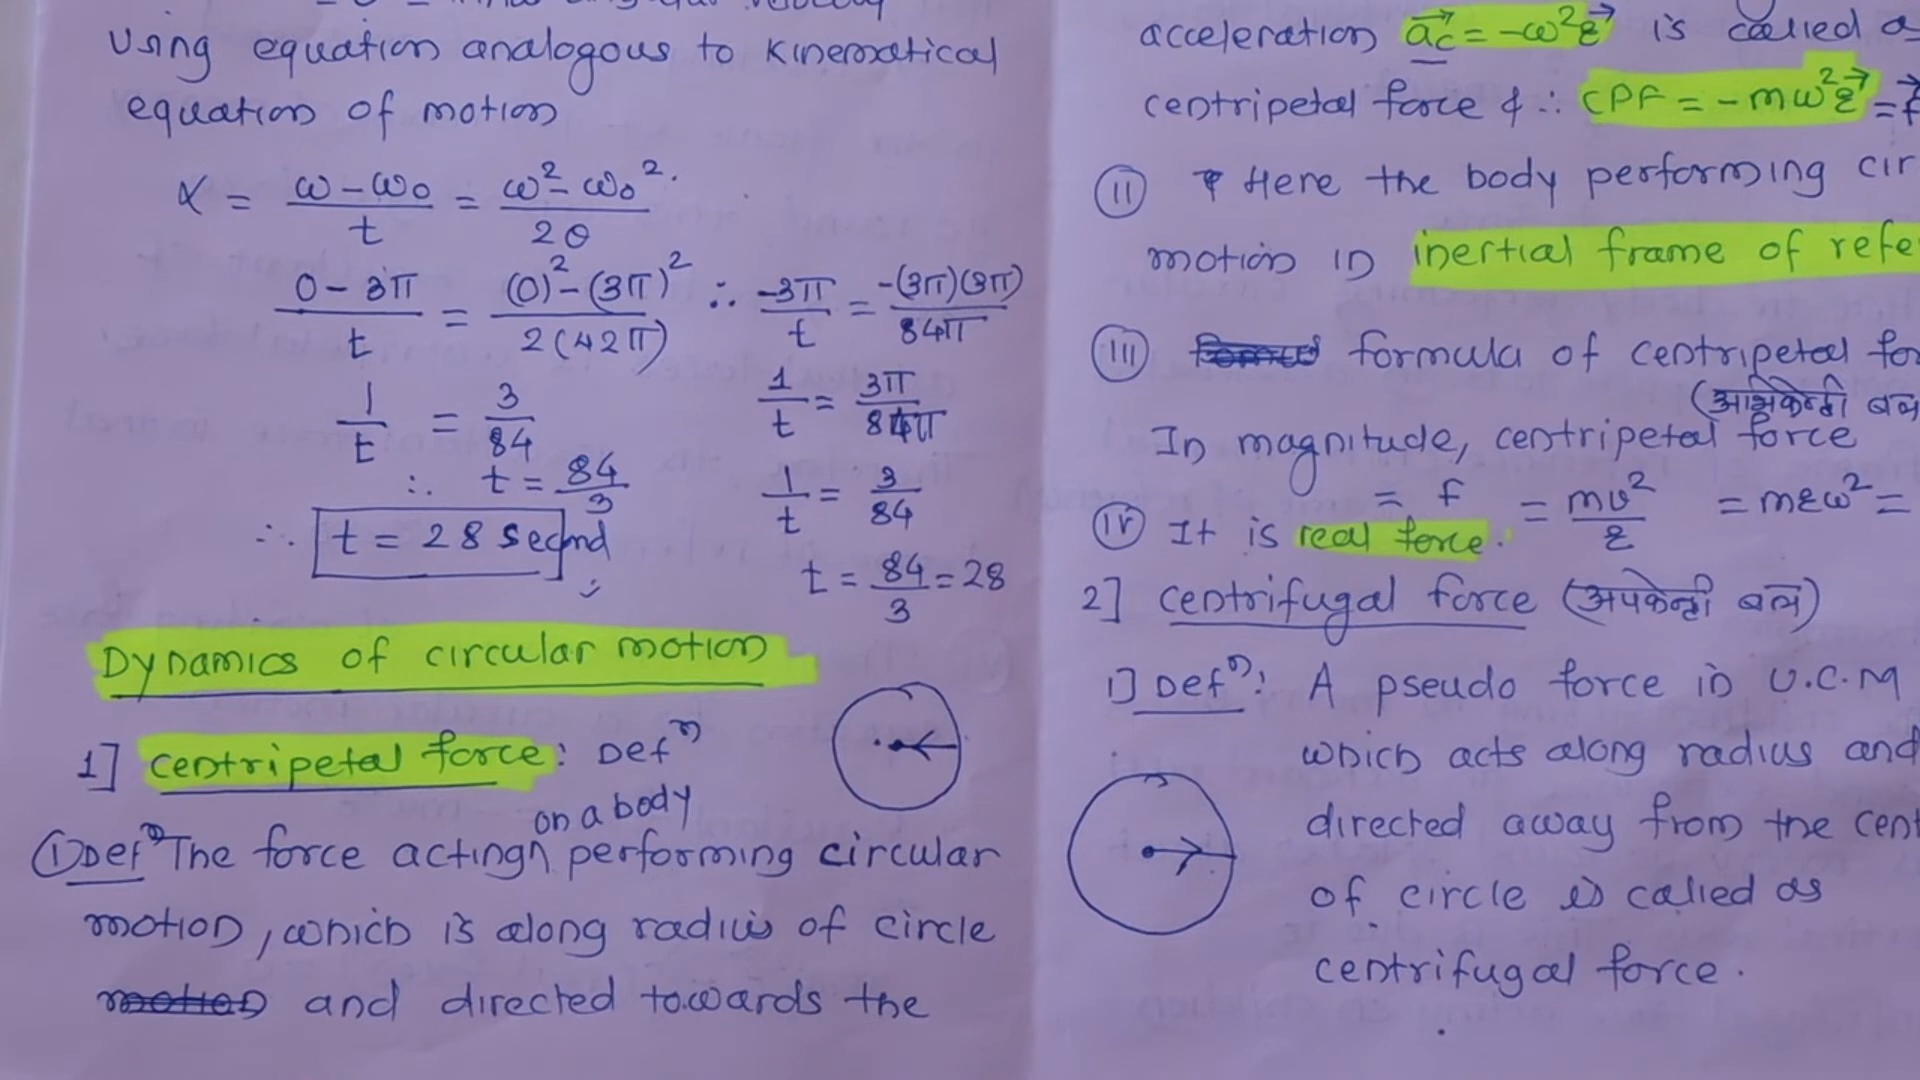 Using equation analogous to kinematical
equation of motion
α = ω - ω₀ / t = ω² - ω₀² / 2θ
0 - 3π / t = (0)² - (3π)² / 2(42π) ∴ -3π / t = -(3π)(3π) / 84π
1/t = 3/84
1/t = 3π / 84π
∴ t = 84/3
1/t = 3/84
∴ t = 28 second
t = 84/3 = 28
Dynamics of circular motion
1] centripetal force : Defⁿ
on a body
① Defⁿ The force acting performing circular
motion, which is along radius of circle
and directed towards the
acceleration a⃗c = -ω²r⃗ is called as
centripetal force & ∴ CPF = -mω²r⃗ =
(II) Here the body performing cir
motion in inertial frame of refe
(III) formula of centripetal for
In magnitude, centripetal force
= F = mv²/r = mrω² =
(IV) It is real force.
2] centrifugal force (अपकेन्द्री बल)
1] Defⁿ: A pseudo force in U.C.M
which acts along radius and
directed away from the cent
of circle is called as
centrifugal force.